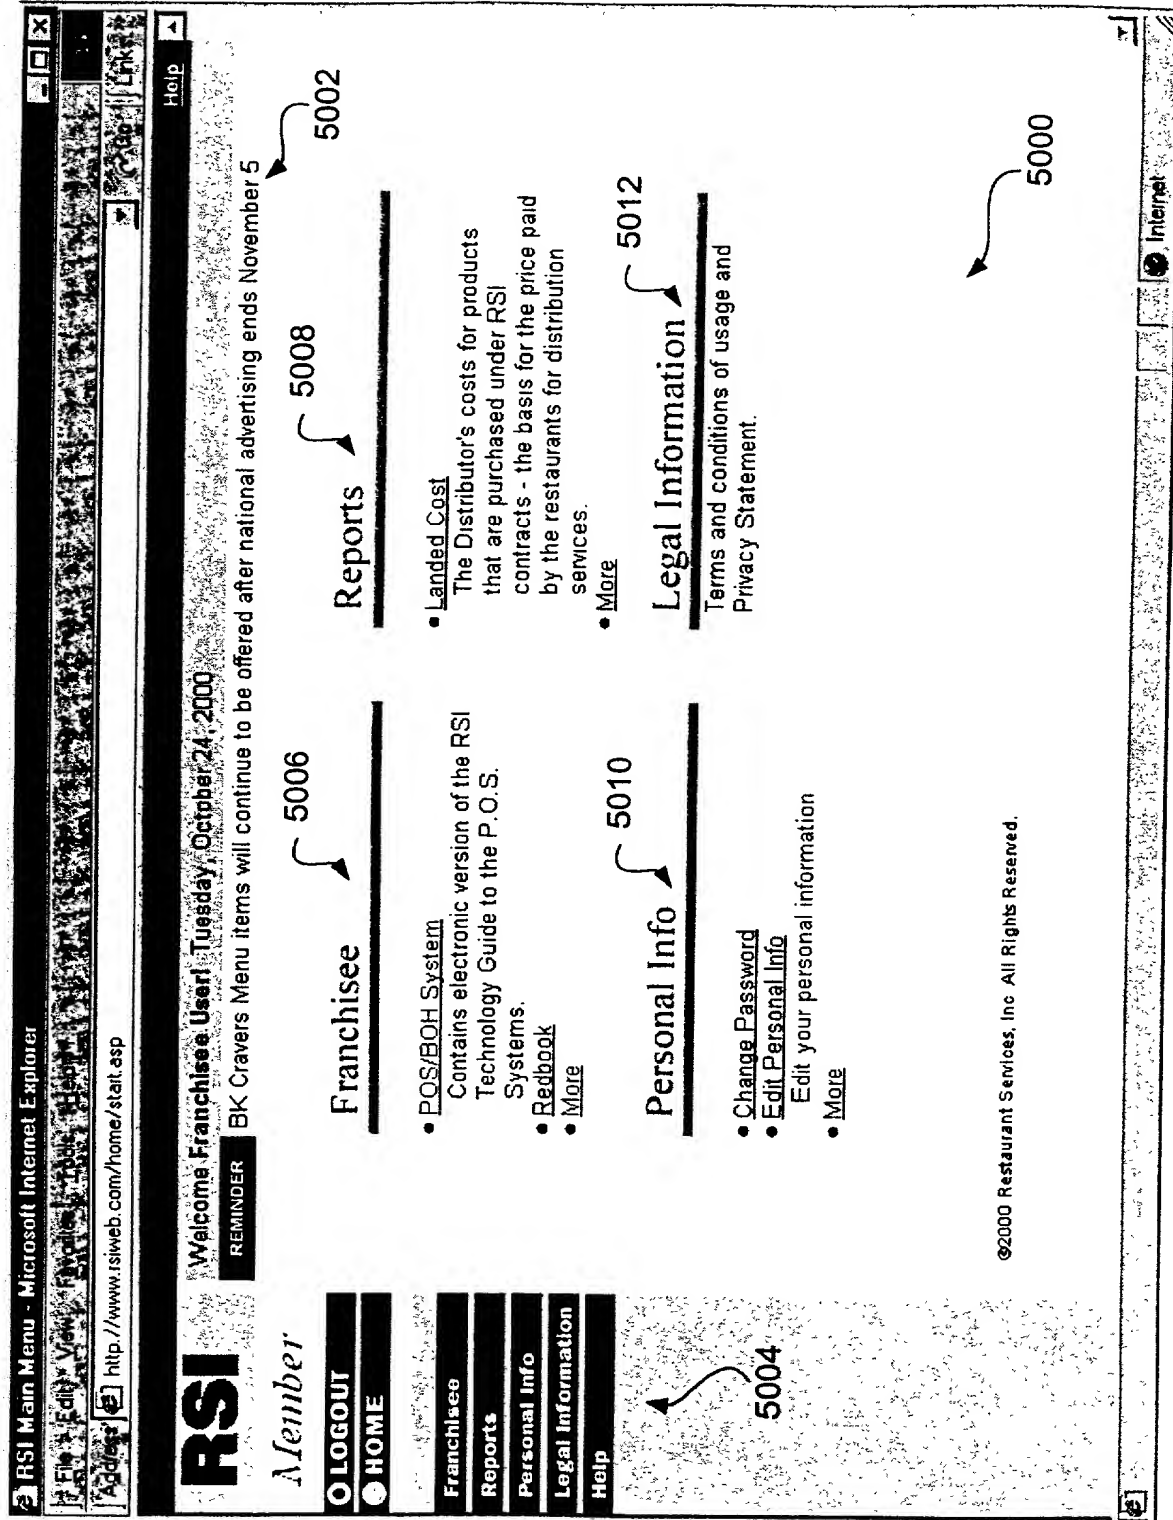 RSI Main Menu - Microsoft Internet Explorer
File Edit View Favorites Tools Help
Address http://www.rsiweb.com/home/start.asp
Go Links
Help
RSI
Welcome Franchisee User! Tuesday, October 24, 2000
REMINDER BK Cravers Menu items will continue to be offered after national advertising ends November 5
5002
Member
LOGOUT
HOME
Franchisee
Reports
Personal Info
Legal Information
Help
5004
Franchisee
5006
• POS/BOH System
Contains electronic version of the RSI
Technology Guide to the P.O.S.
Systems.
• Redbook
• More
Reports
5008
• Landed Cost
The Distributor's costs for products
that are purchased under RSI
contracts - the basis for the price paid
by the restaurants for distribution
services.
• More
Personal Info
5010
• Change Password
• Edit Personal Info
Edit your personal information
• More
Legal Information
5012
Terms and conditions of usage and
Privacy Statement.
5000
©2000 Restaurant Services, Inc. All Rights Reserved.
Internet